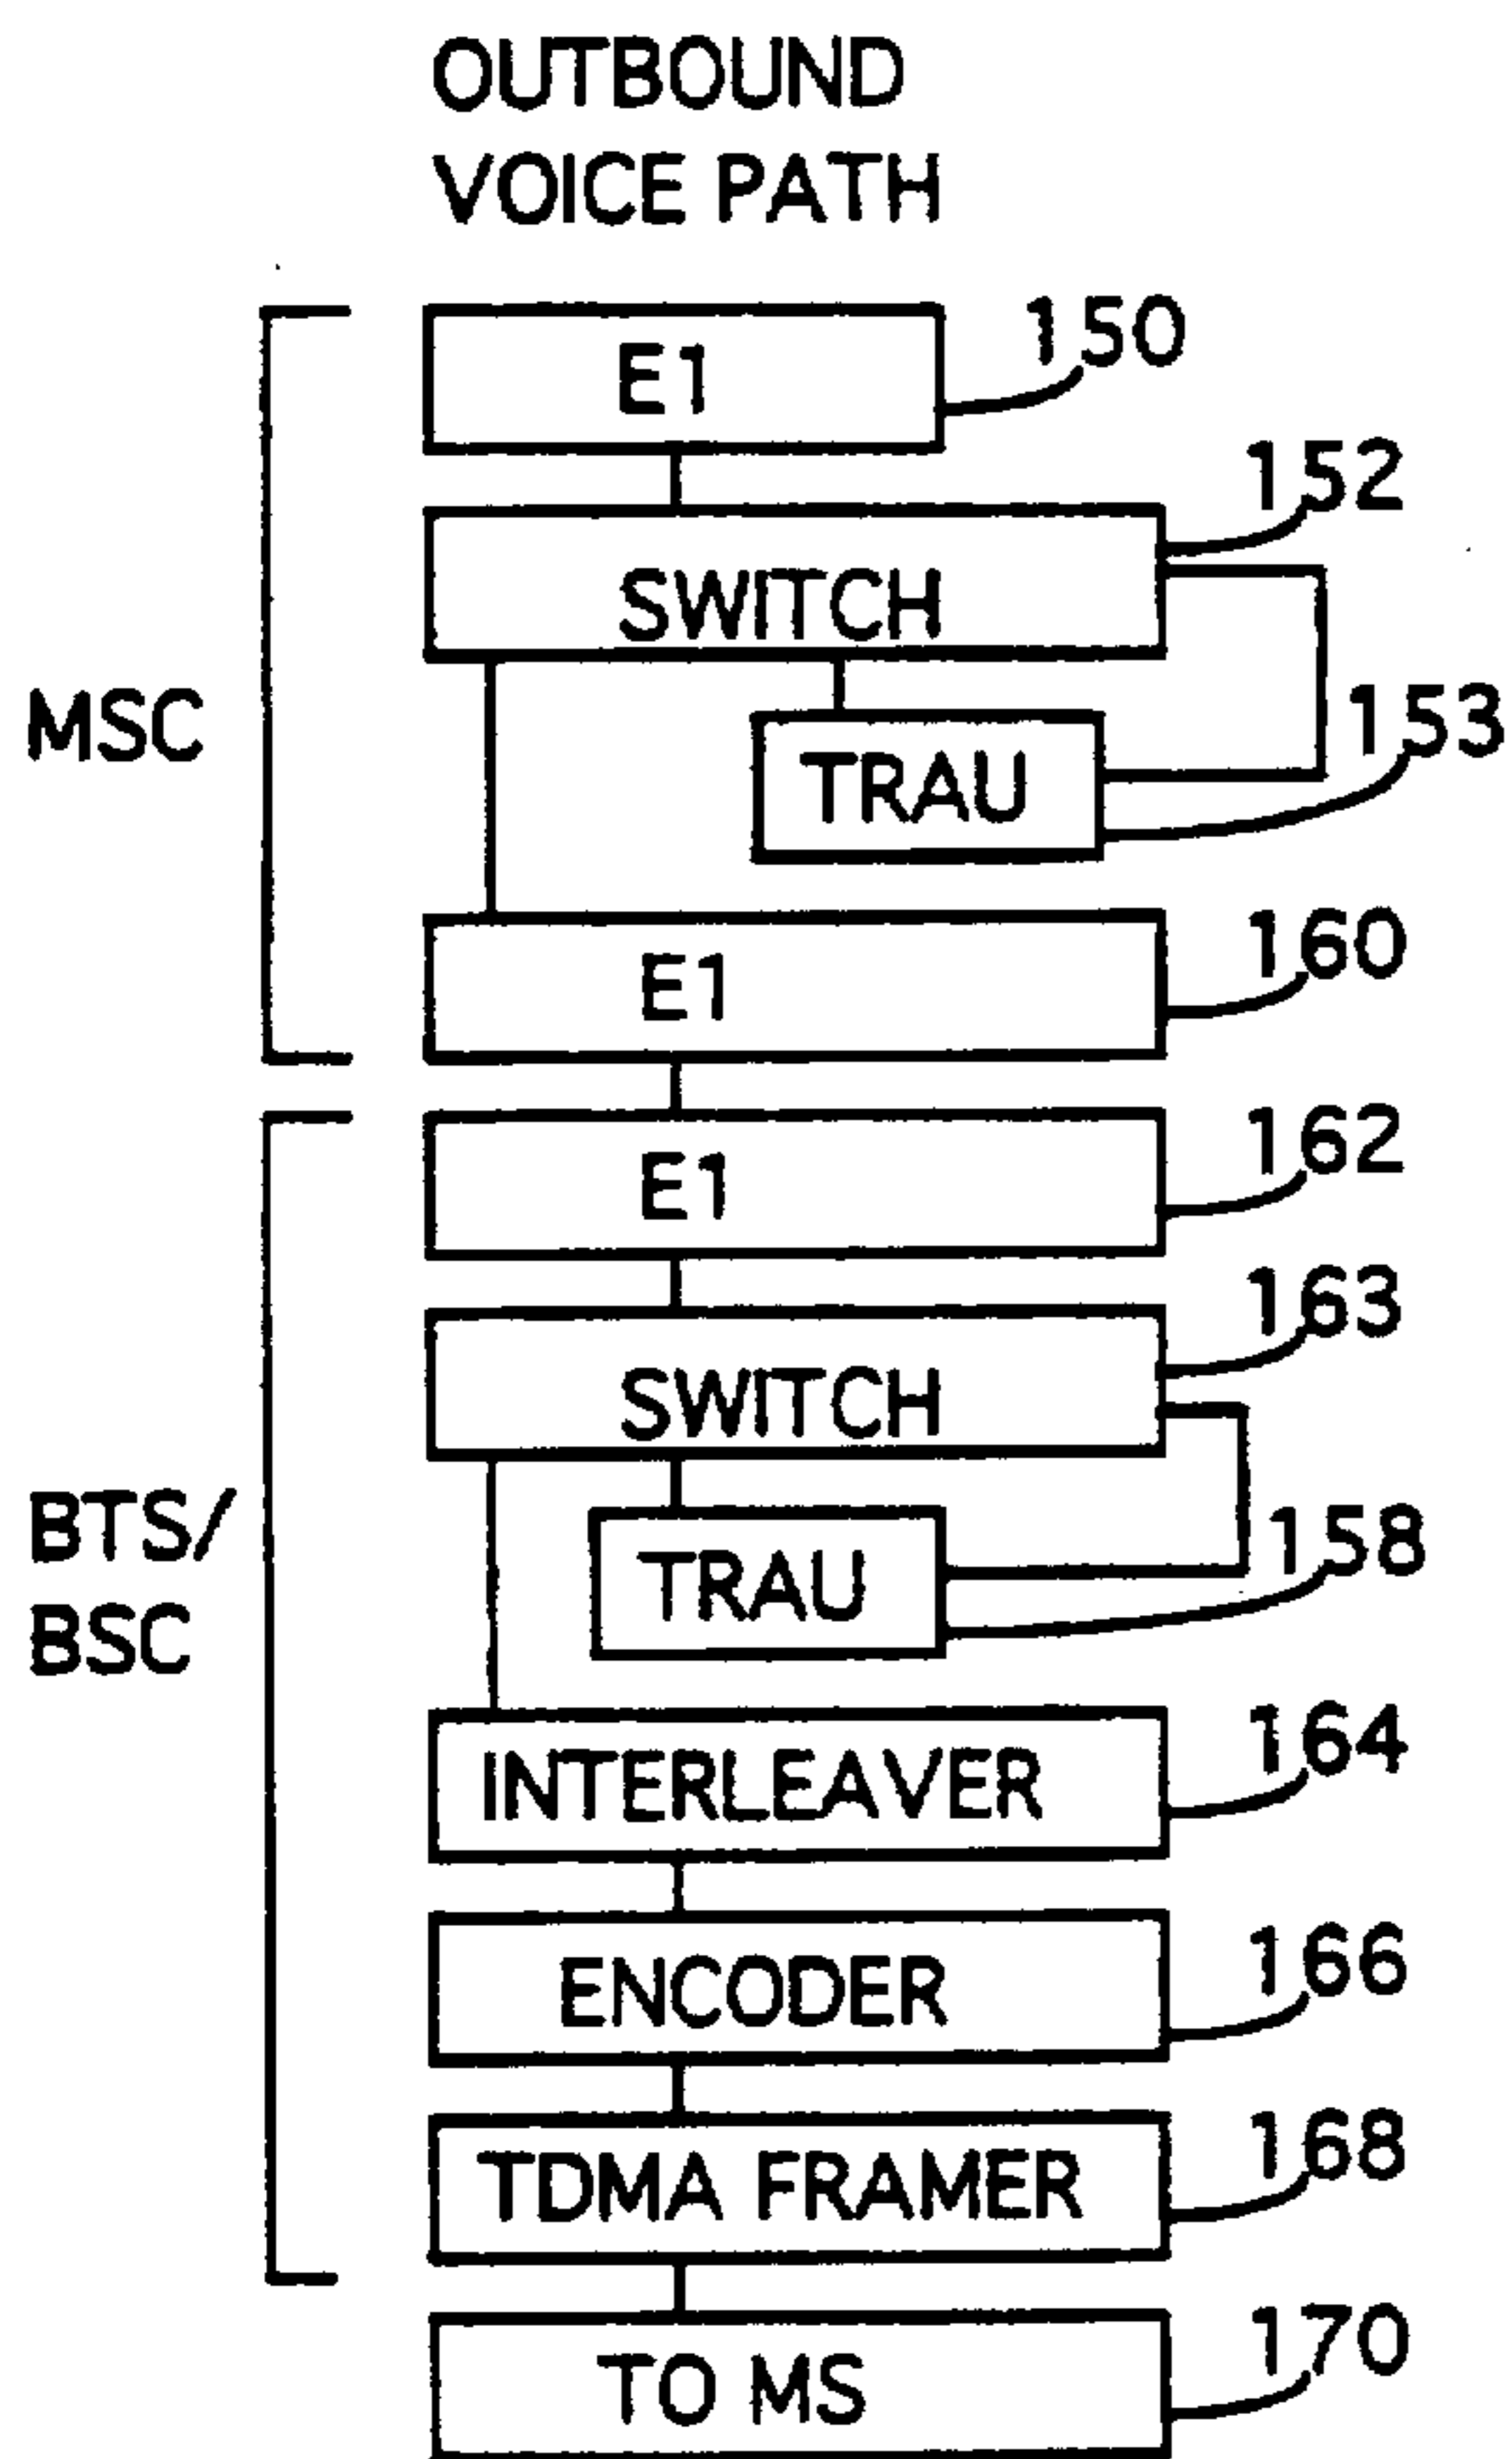 OUTBOUND
VOICE PATH
E1
150
152
SWITCH
MSC
153
TRAU
160
E1
162
E1
163
SWITCH
BTS/
BSC
158
TRAU
164
INTERLEAVER
166
ENCODER
168
TDMA FRAMER
170
TO MS